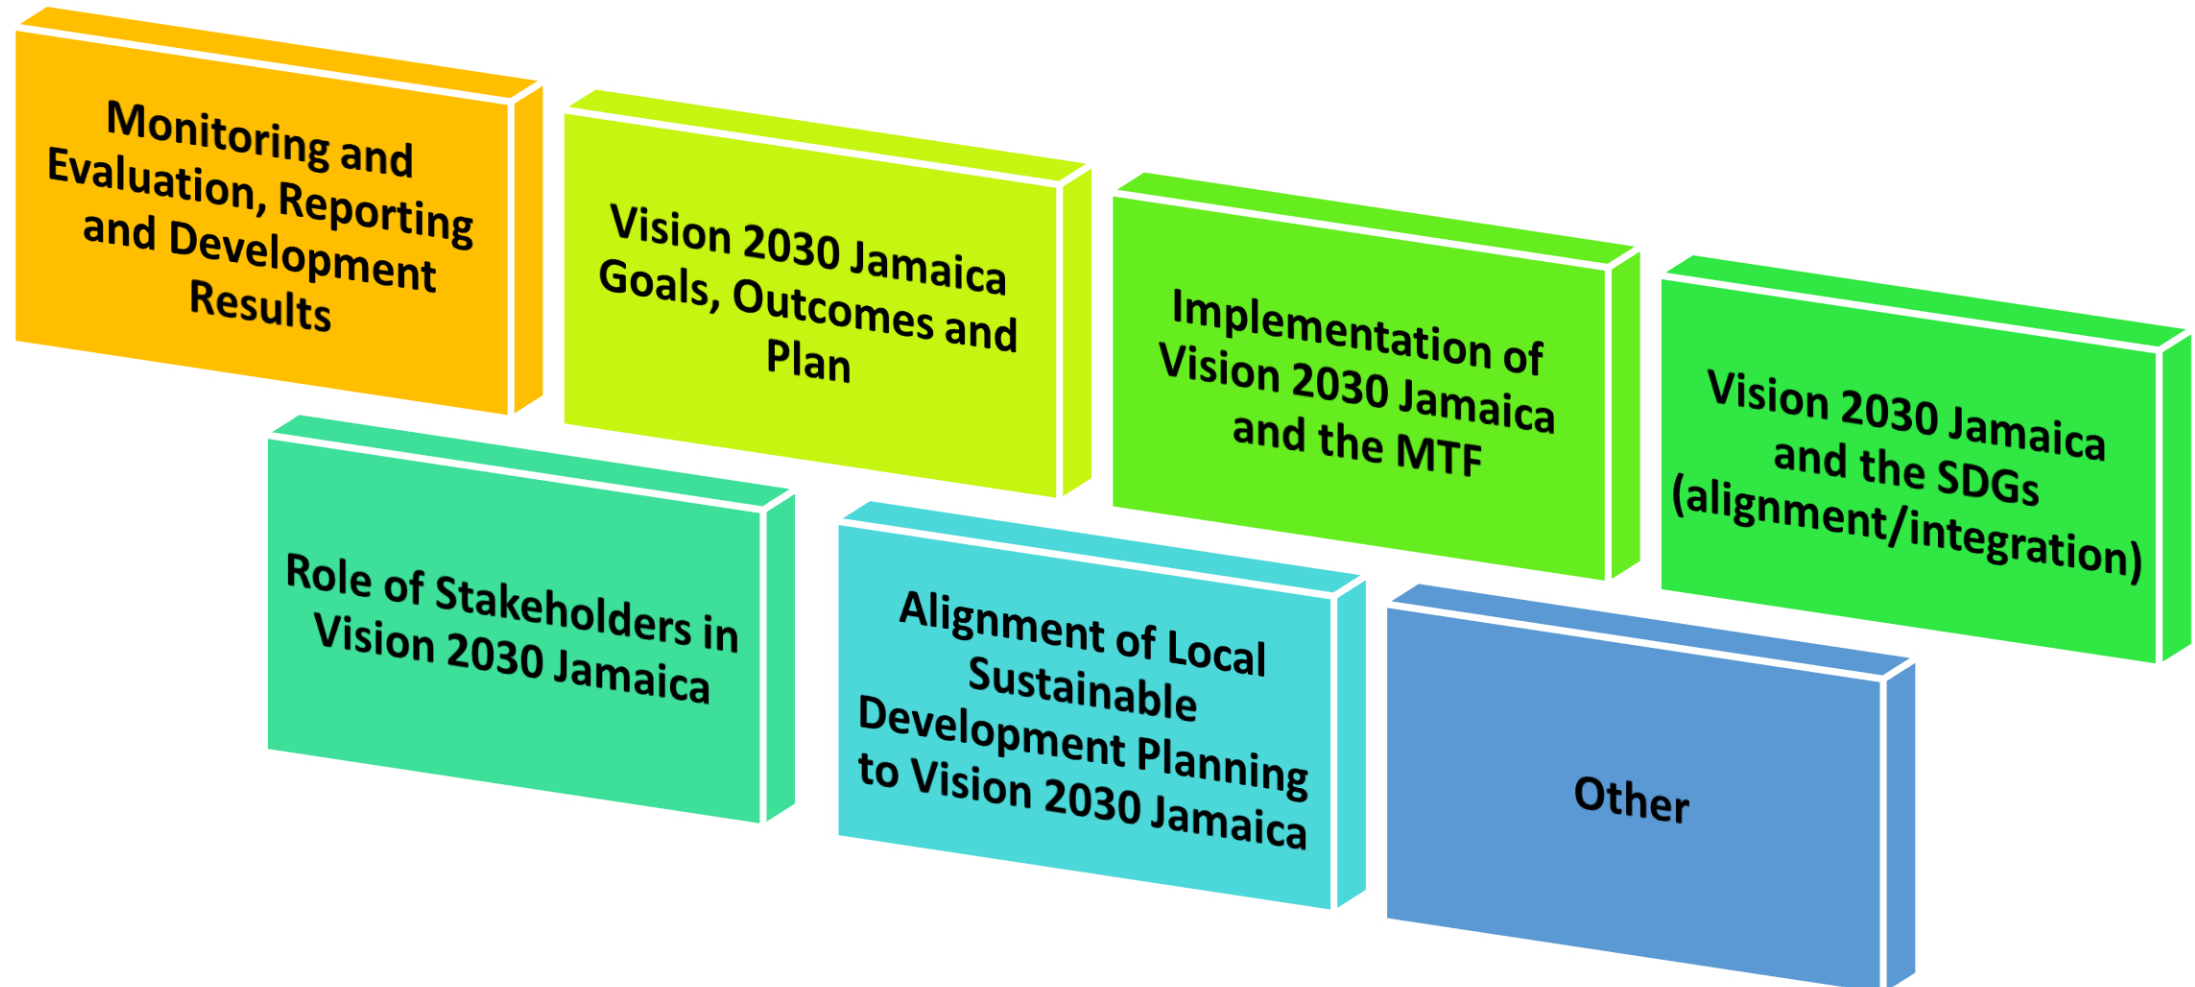 Monitoring and
Evaluation, Reporting
and Development
Results
Vision 2030 Jamaica
Goals, Outcomes and
Plan
Implementation of
Vision 2030 Jamaica
and the MTF
Vision 2030 Jamaica
and the SDGs
(alignment/integration)
Role of Stakeholders in
Vision 2030 Jamaica
Alignment of Local
Sustainable
Development Planning
to Vision 2030 Jamaica
Other